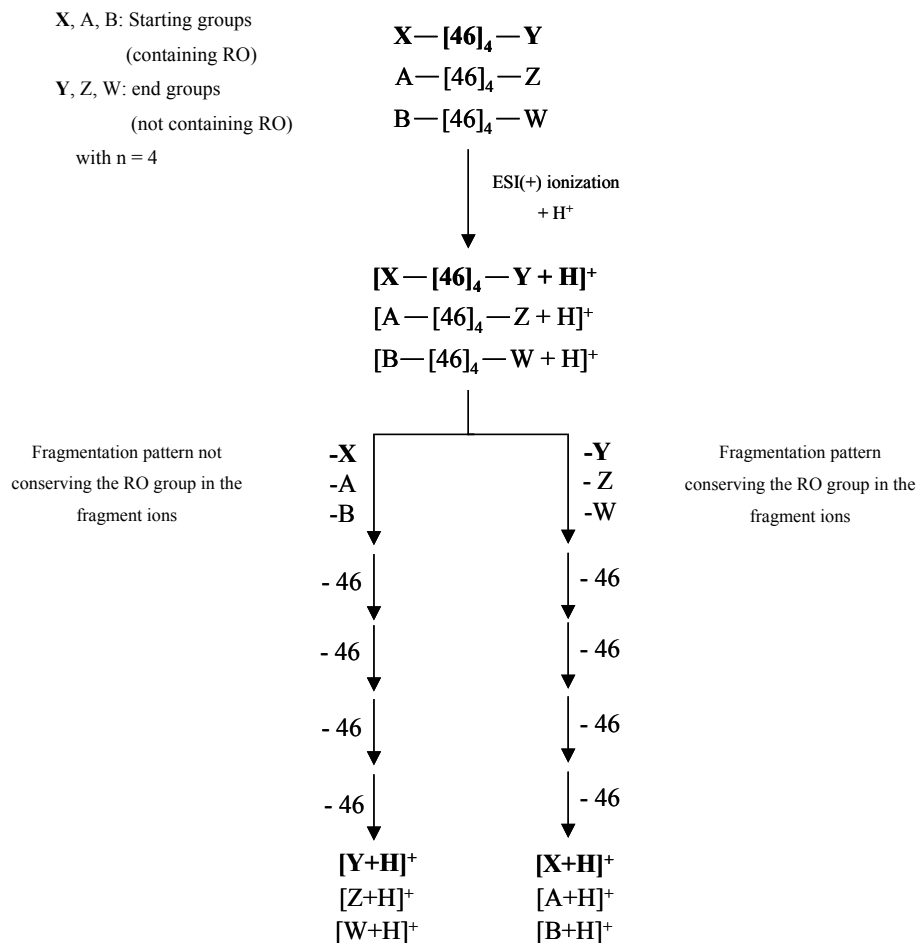 X, A, B: Starting groups
(containing RO)
Y, Z, W: end groups
(not containing RO)
with n = 4
X—[46]₄—Y
A—[46]₄—Z
B—[46]₄—W
ESI(+) ionization
+ H⁺
[X—[46]₄—Y + H]⁺
[A—[46]₄—Z + H]⁺
[B—[46]₄—W + H]⁺
Fragmentation pattern not
conserving the RO group in the
fragment ions
-X
-A
-B
-Y
- Z
-W
Fragmentation pattern
conserving the RO group in the
fragment ions
- 46
- 46
- 46
- 46
- 46
- 46
- 46
- 46
[Y+H]⁺
[Z+H]⁺
[W+H]⁺
[X+H]⁺
[A+H]⁺
[B+H]⁺